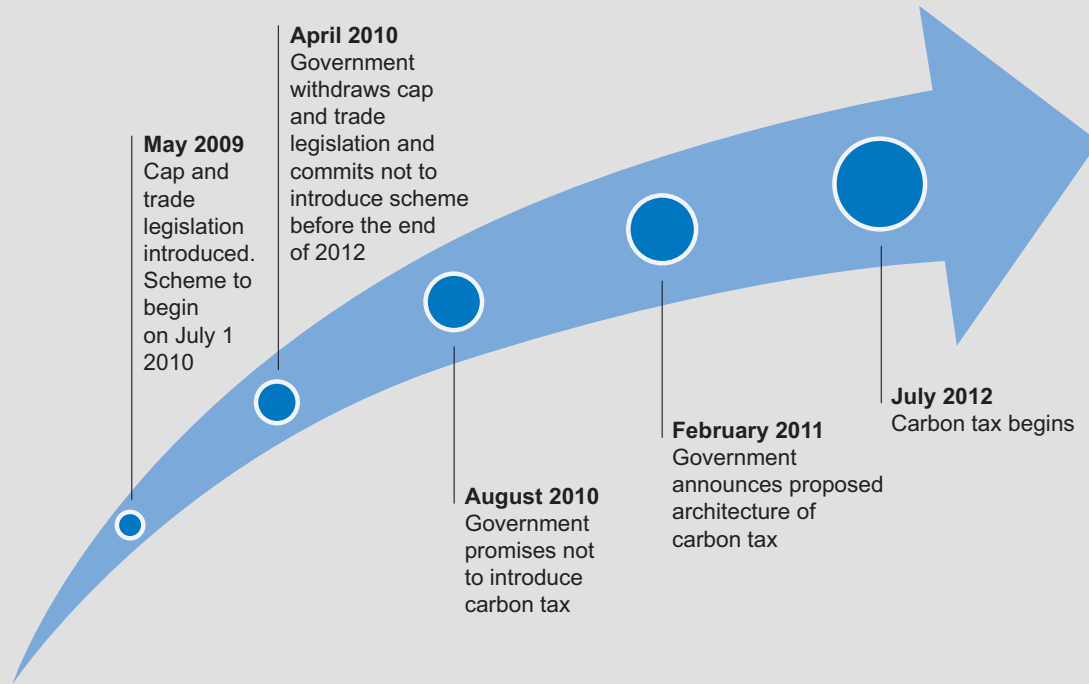 May 2009
Cap and
trade
legislation
introduced.
Scheme to
begin
on July 1
2010
April 2010
Government
withdraws cap
and trade
legislation and
commits not to
introduce scheme
before the end
of 2012
August 2010
Government
promises not
to introduce
carbon tax
February 2011
Government
announces proposed
architecture of
carbon tax
July 2012
Carbon tax begins